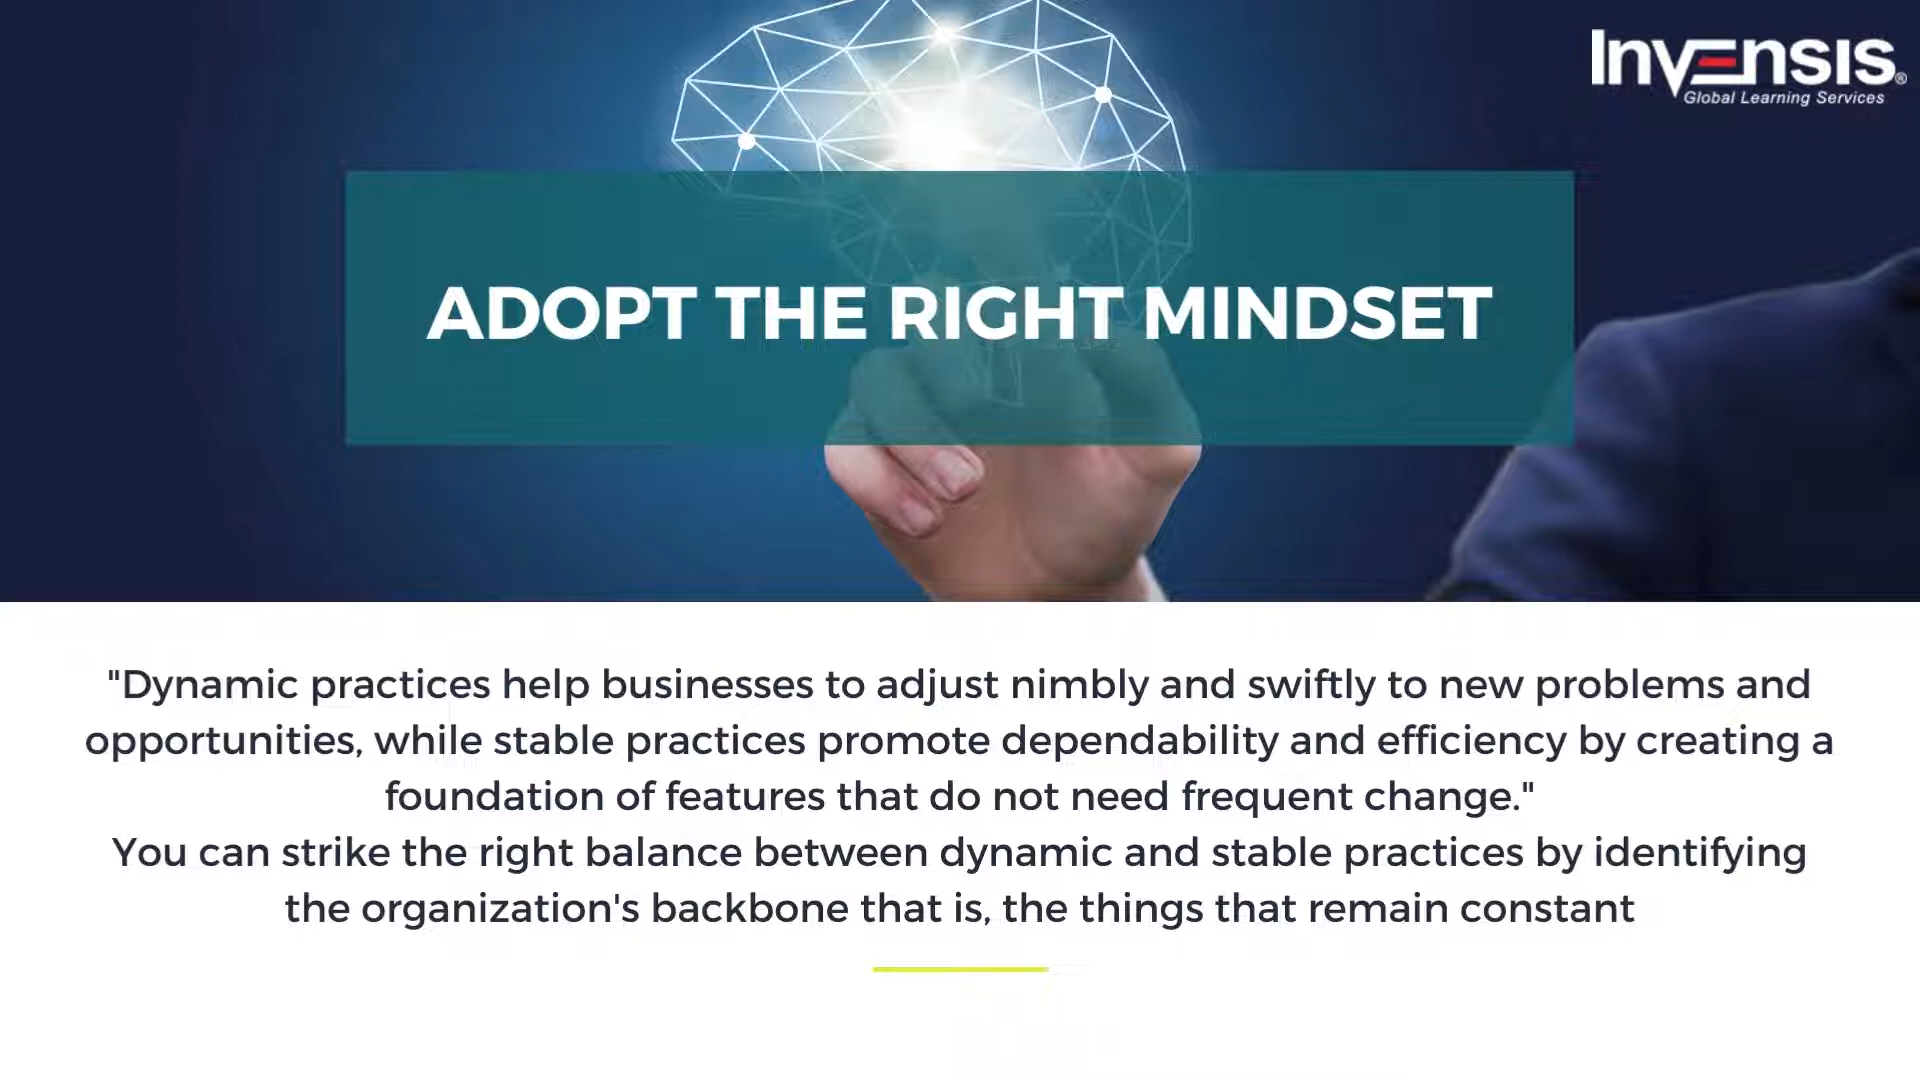 Invensis®
Global Learning Services
ADOPT THE RIGHT MINDSET
"Dynamic practices help businesses to adjust nimbly and swiftly to new problems and
opportunities, while stable practices promote dependability and efficiency by creating a
foundation of features that do not need frequent change."
You can strike the right balance between dynamic and stable practices by identifying
the organization's backbone that is, the things that remain constant